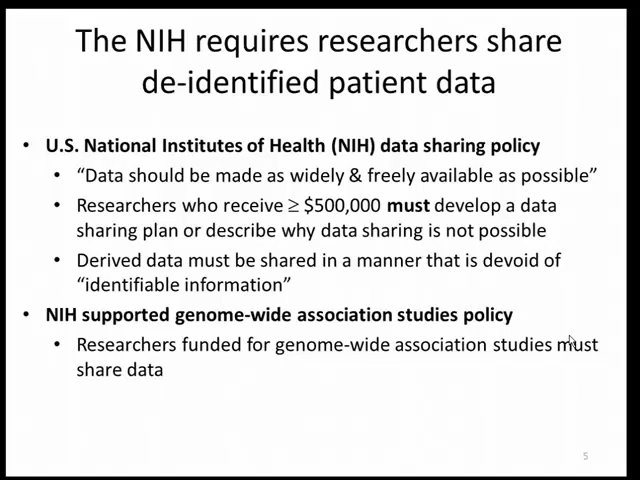 The NIH requires researchers share
de-identified patient data
• U.S. National Institutes of Health (NIH) data sharing policy
• “Data should be made as widely & freely available as possible”
• Researchers who receive ≥ $500,000 must develop a data
sharing plan or describe why data sharing is not possible
• Derived data must be shared in a manner that is devoid of
“identifiable information”
• NIH supported genome-wide association studies policy
• Researchers funded for genome-wide association studies must
share data
5